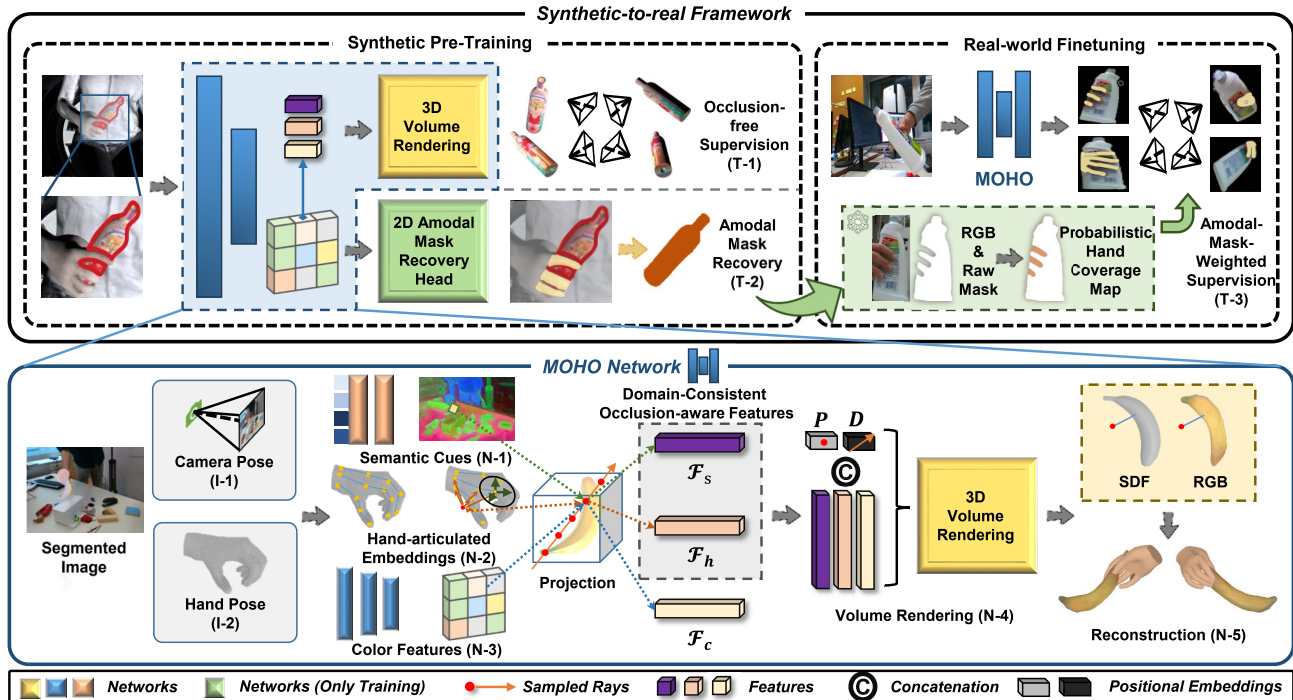 Synthetic-to-real Framework
Synthetic Pre-Training
3D
Volume
Rendering
Occlusion-
free
Supervision
(T-1)
2D Amodal
Mask
Recovery
Head
Amodal
Mask
Recovery
(T-2)
Real-world Finetuning
MOHO
RGB
&
Raw
Mask
Probabilistic
Hand
Coverage
Map
Amodal-
Mask-
Weighted
Supervision
(T-3)
MOHO Network
Segmented
Image
Camera Pose
(I-1)
Hand Pose
(I-2)
Semantic Cues (N-1)
Hand-articulated
Embeddings (N-2)
Color Features (N-3)
Projection
Domain-Consistent
Occlusion-aware Features
ℱs
ℱh
ℱc
P D
C
3D
Volume
Rendering
Volume Rendering (N-4)
SDF RGB
Reconstruction (N-5)
Networks Networks (Only Training) Sampled Rays Features C Concatenation Positional Embeddings